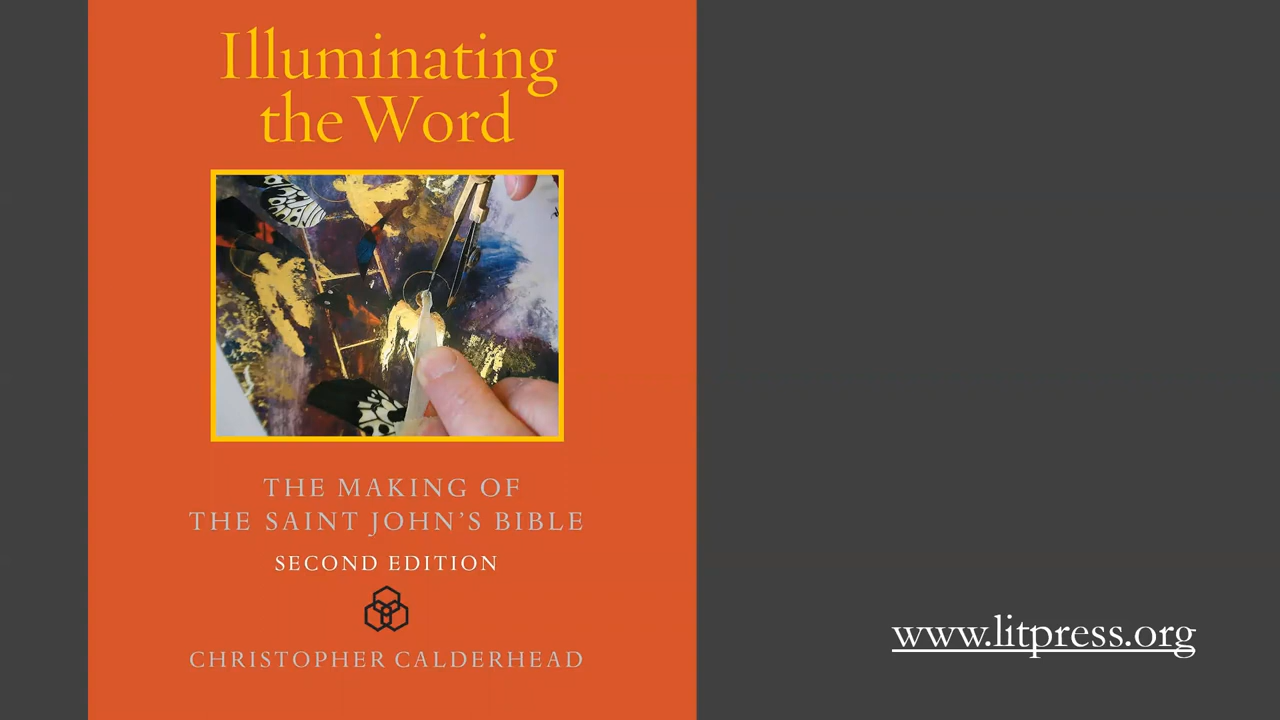 Illuminating
the Word
THE MAKING OF
THE SAINT JOHN'S BIBLE
SECOND EDITION
CHRISTOPHER CALDERHEAD
www.litpress.org